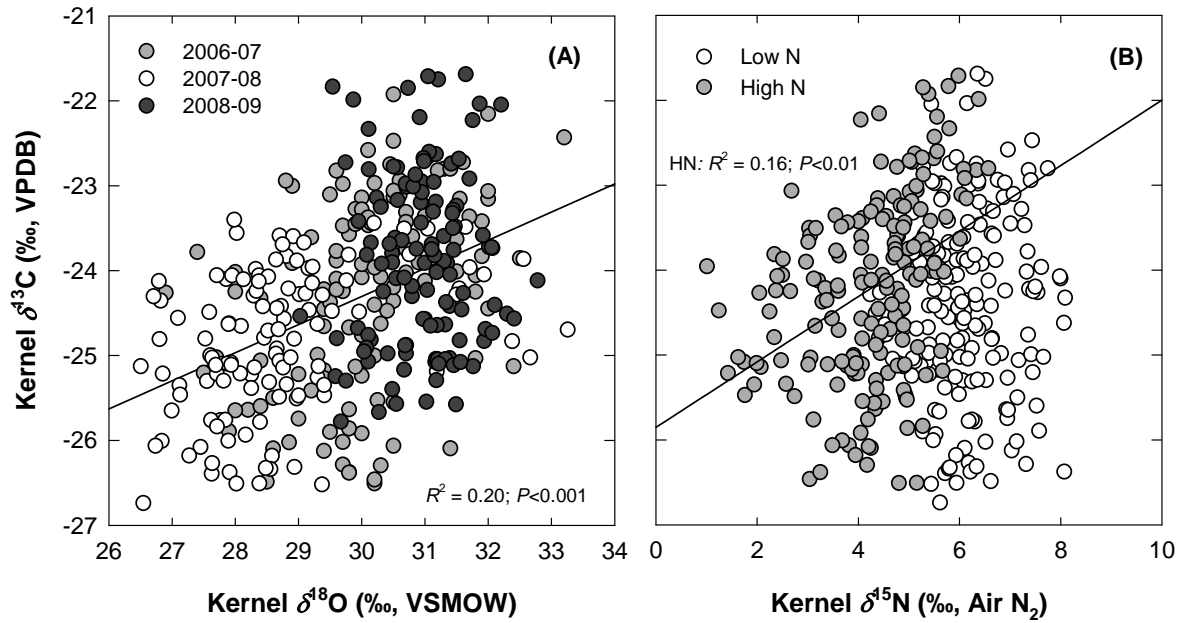 (A)
2006-07
2007-08
2008-09
R² = 0.20; P<0.001
-21
-22
-23
-24
-25
-26
-27
Kernel δ¹³C (‰, VPDB)
26 27 28 29 30 31 32 33 34
Kernel δ¹⁸O (‰, VSMOW)
(B)
Low N
High N
HN: R² = 0.16; P<0.01
0 2 4 6 8 10
Kernel δ¹⁵N (‰, Air N₂)